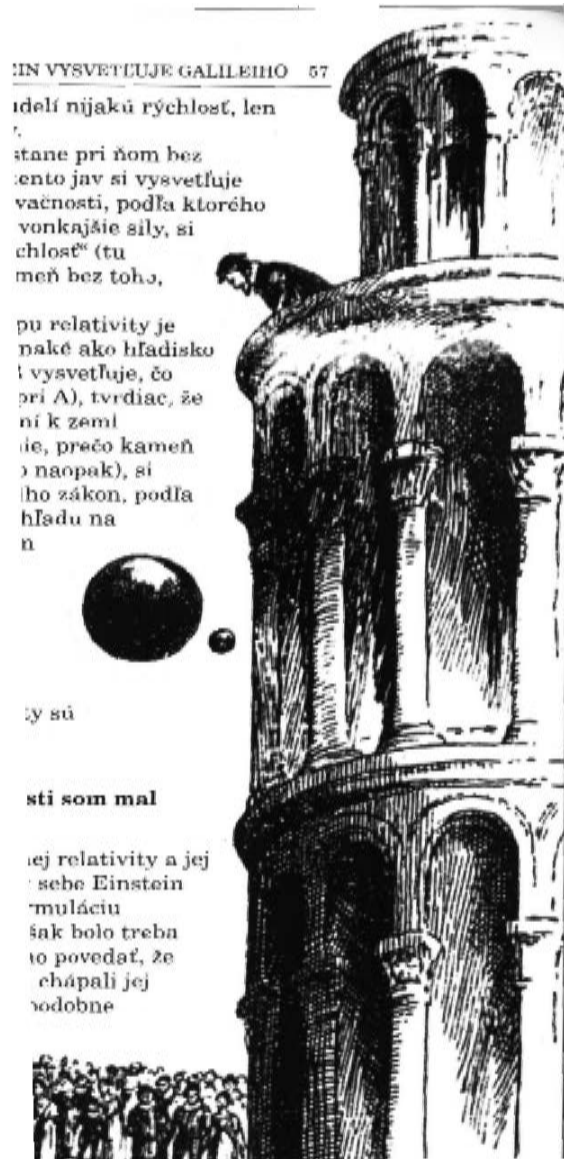 IN VYSVETĽUJE GALILEIHO 57
udelí nijakú rýchlosť, len
stane pri ňom bez
tento jav si vysvetľuje
vačnosti, podľa ktorého
vonkajšie sily, si
chlosť“ (tu
meň bez toho,
pu relativity je
naké ako hľadisko
vysvetľuje, čo
pri A), tvrdiac, že
ní k zemi
ie, prečo kameň
naopak), si
ho zákon, podľa
hľadu na
n
y sú
sti som mal
ej relativity a jej
sebe Einstein
rmuláciu
šak bolo treba
o povedať, že
chápali jej
podobne